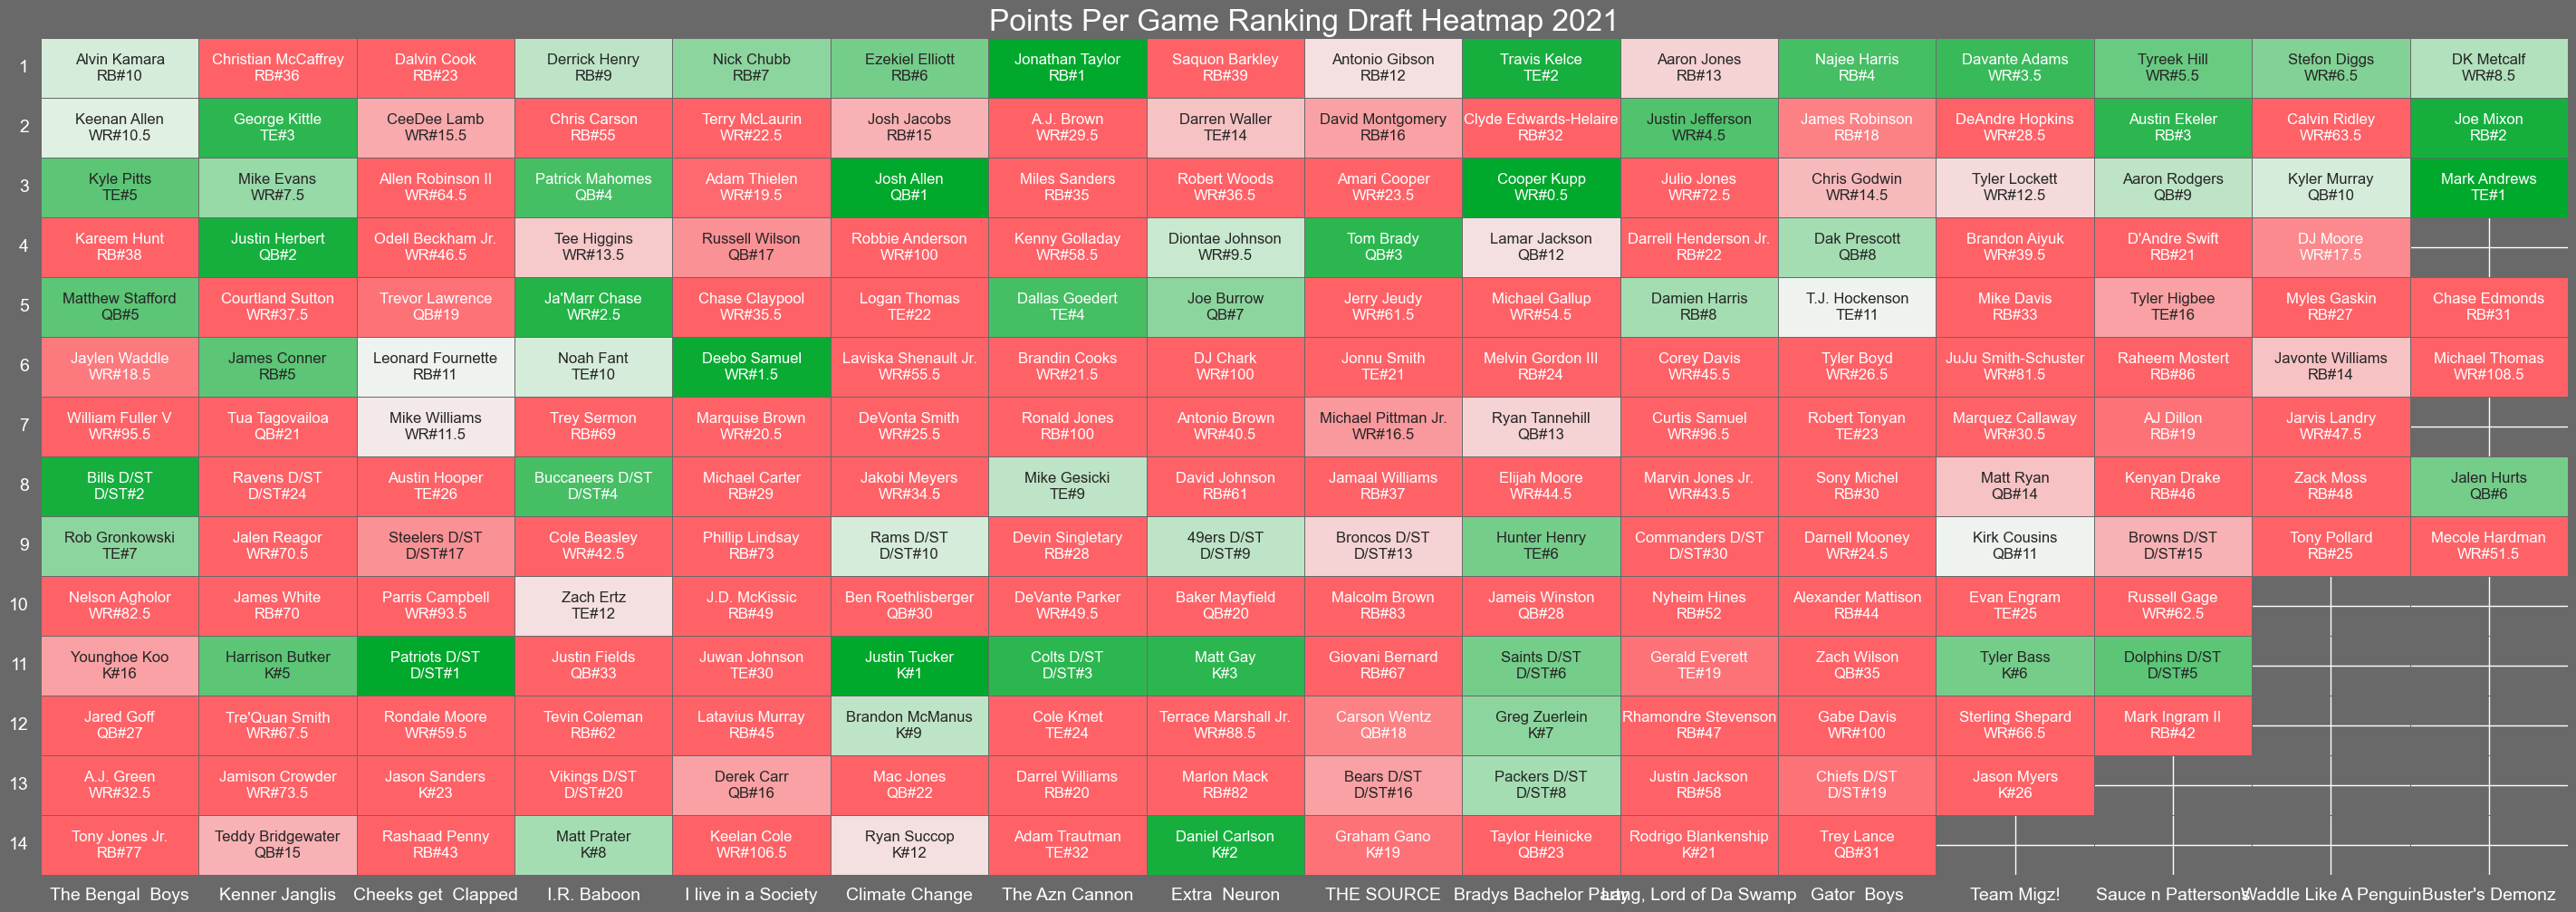 Points Per Game Ranking Draft Heatmap 2021
1
Alvin Kamara
RB#10
Christian McCaffrey
RB#36
Dalvin Cook
RB#23
Derrick Henry
RB#9
Nick Chubb
RB#7
Ezekiel Elliott
RB#6
Jonathan Taylor
RB#1
Saquon Barkley
RB#39
Antonio Gibson
RB#12
Travis Kelce
TE#2
Aaron Jones
RB#13
Najee Harris
RB#4
Davante Adams
WR#3.5
Tyreek Hill
WR#5.5
Stefon Diggs
WR#6.5
DK Metcalf
WR#8.5
2
Keenan Allen
WR#10.5
George Kittle
TE#3
CeeDee Lamb
WR#15.5
Chris Carson
RB#55
Terry McLaurin
WR#22.5
Josh Jacobs
RB#15
A.J. Brown
WR#29.5
Darren Waller
TE#14
David Montgomery
RB#16
Clyde Edwards-Helaire
RB#32
Justin Jefferson
WR#4.5
James Robinson
RB#18
DeAndre Hopkins
WR#28.5
Austin Ekeler
RB#3
Calvin Ridley
WR#63.5
Joe Mixon
RB#2
3
Kyle Pitts
TE#5
Mike Evans
WR#7.5
Allen Robinson II
WR#64.5
Patrick Mahomes
QB#4
Adam Thielen
WR#19.5
Josh Allen
QB#1
Miles Sanders
RB#35
Robert Woods
WR#36.5
Amari Cooper
WR#23.5
Cooper Kupp
WR#0.5
Julio Jones
WR#72.5
Chris Godwin
WR#14.5
Tyler Lockett
WR#12.5
Aaron Rodgers
QB#9
Kyler Murray
QB#10
Mark Andrews
TE#1
4
Kareem Hunt
RB#38
Justin Herbert
QB#2
Odell Beckham Jr.
WR#46.5
Tee Higgins
WR#13.5
Russell Wilson
QB#17
Robbie Anderson
WR#100
Kenny Golladay
WR#58.5
Diontae Johnson
WR#9.5
Tom Brady
QB#3
Lamar Jackson
QB#12
Darrell Henderson Jr.
RB#22
Dak Prescott
QB#8
Brandon Aiyuk
WR#39.5
D'Andre Swift
RB#21
DJ Moore
WR#17.5
5
Matthew Stafford
QB#5
Courtland Sutton
WR#37.5
Trevor Lawrence
QB#19
Ja'Marr Chase
WR#2.5
Chase Claypool
WR#35.5
Logan Thomas
TE#22
Dallas Goedert
TE#4
Joe Burrow
QB#7
Jerry Jeudy
WR#61.5
Michael Gallup
WR#54.5
Damien Harris
RB#8
T.J. Hockenson
TE#11
Mike Davis
RB#33
Tyler Higbee
TE#16
Myles Gaskin
RB#27
Chase Edmonds
RB#31
6
Jaylen Waddle
WR#18.5
James Conner
RB#5
Leonard Fournette
RB#11
Noah Fant
TE#10
Deebo Samuel
WR#1.5
Laviska Shenault Jr.
WR#55.5
Brandin Cooks
WR#21.5
DJ Chark
WR#100
Jonnu Smith
TE#21
Melvin Gordon III
RB#24
Corey Davis
WR#45.5
Tyler Boyd
WR#26.5
JuJu Smith-Schuster
WR#81.5
Raheem Mostert
RB#86
Javonte Williams
RB#14
Michael Thomas
WR#108.5
7
William Fuller V
WR#95.5
Tua Tagovailoa
QB#21
Mike Williams
WR#11.5
Trey Sermon
RB#69
Marquise Brown
WR#20.5
DeVonta Smith
WR#25.5
Ronald Jones
RB#100
Antonio Brown
WR#40.5
Michael Pittman Jr.
WR#16.5
Ryan Tannehill
QB#13
Curtis Samuel
WR#96.5
Robert Tonyan
TE#23
Marquez Callaway
WR#30.5
AJ Dillon
RB#19
Jarvis Landry
WR#47.5
8
Bills D/ST
D/ST#2
Ravens D/ST
D/ST#24
Austin Hooper
TE#26
Buccaneers D/ST
D/ST#4
Michael Carter
RB#29
Jakobi Meyers
WR#34.5
Mike Gesicki
TE#9
David Johnson
RB#61
Jamaal Williams
RB#37
Elijah Moore
WR#44.5
Marvin Jones Jr.
WR#43.5
Sony Michel
RB#30
Matt Ryan
QB#14
Kenyan Drake
RB#46
Zack Moss
RB#48
Jalen Hurts
QB#6
9
Rob Gronkowski
TE#7
Jalen Reagor
WR#70.5
Steelers D/ST
D/ST#17
Cole Beasley
WR#42.5
Phillip Lindsay
RB#73
Rams D/ST
D/ST#10
Devin Singletary
RB#28
49ers D/ST
D/ST#9
Broncos D/ST
D/ST#13
Hunter Henry
TE#6
Commanders D/ST
D/ST#30
Darnell Mooney
WR#24.5
Kirk Cousins
QB#11
Browns D/ST
D/ST#15
Tony Pollard
RB#25
Mecole Hardman
WR#51.5
10
Nelson Agholor
WR#82.5
James White
RB#70
Parris Campbell
WR#93.5
Zach Ertz
TE#12
J.D. McKissic
RB#49
Ben Roethlisberger
QB#30
DeVante Parker
WR#49.5
Baker Mayfield
QB#20
Malcolm Brown
RB#83
Jameis Winston
QB#28
Nyheim Hines
RB#52
Alexander Mattison
RB#44
Evan Engram
TE#25
Russell Gage
WR#62.5
11
Younghoe Koo
K#16
Harrison Butker
K#5
Patriots D/ST
D/ST#1
Justin Fields
QB#33
Juwan Johnson
TE#30
Justin Tucker
K#1
Colts D/ST
D/ST#3
Matt Gay
K#3
Giovani Bernard
RB#67
Saints D/ST
D/ST#6
Gerald Everett
TE#19
Zach Wilson
QB#35
Tyler Bass
K#6
Dolphins D/ST
D/ST#5
12
Jared Goff
QB#27
Tre'Quan Smith
WR#67.5
Rondale Moore
WR#59.5
Tevin Coleman
RB#62
Latavius Murray
RB#45
Brandon McManus
K#9
Cole Kmet
TE#24
Terrace Marshall Jr.
WR#88.5
Carson Wentz
QB#18
Greg Zuerlein
K#7
Rhamondre Stevenson
RB#47
Gabe Davis
WR#100
Sterling Shepard
WR#66.5
Mark Ingram II
RB#42
13
A.J. Green
WR#32.5
Jamison Crowder
WR#73.5
Jason Sanders
K#23
Vikings D/ST
D/ST#20
Derek Carr
QB#16
Mac Jones
QB#22
Darrel Williams
RB#20
Marlon Mack
RB#82
Bears D/ST
D/ST#16
Packers D/ST
D/ST#8
Justin Jackson
RB#58
Chiefs D/ST
D/ST#19
Jason Myers
K#26
14
Tony Jones Jr.
RB#77
Teddy Bridgewater
QB#15
Rashaad Penny
RB#43
Matt Prater
K#8
Keelan Cole
WR#106.5
Ryan Succop
K#12
Adam Trautman
TE#32
Daniel Carlson
K#2
Graham Gano
K#19
Taylor Heinicke
QB#23
Rodrigo Blankenship
K#21
Trey Lance
QB#31
The Bengal Boys
Kenner Janglis
Cheeks get Clapped
I.R. Baboon
I live in a Society
Climate Change
The Azn Cannon
Extra Neuron
THE SOURCE
Bradys Bachelor Party
Lord of Da Swamp
Gator Boys
Team Migz!
Sauce n Pattersons
Waddle Like A Penguin
Buster's Demonz